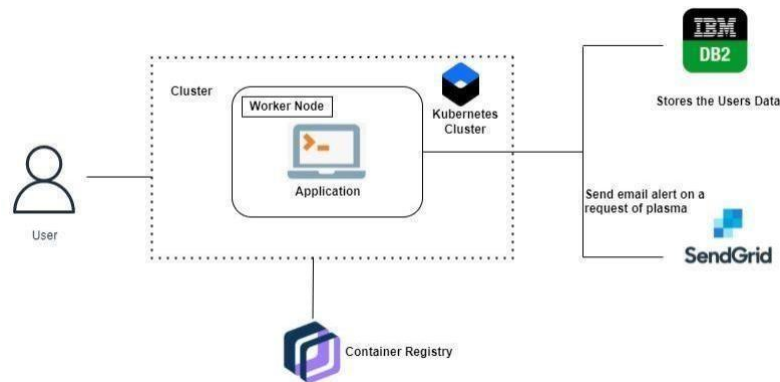 IBM
DB2
Stores the Users Data
Cluster
Worker Node
Kubernetes
Cluster
Application
User
Send email alert on a
request of plasma
SendGrid
Container Registry